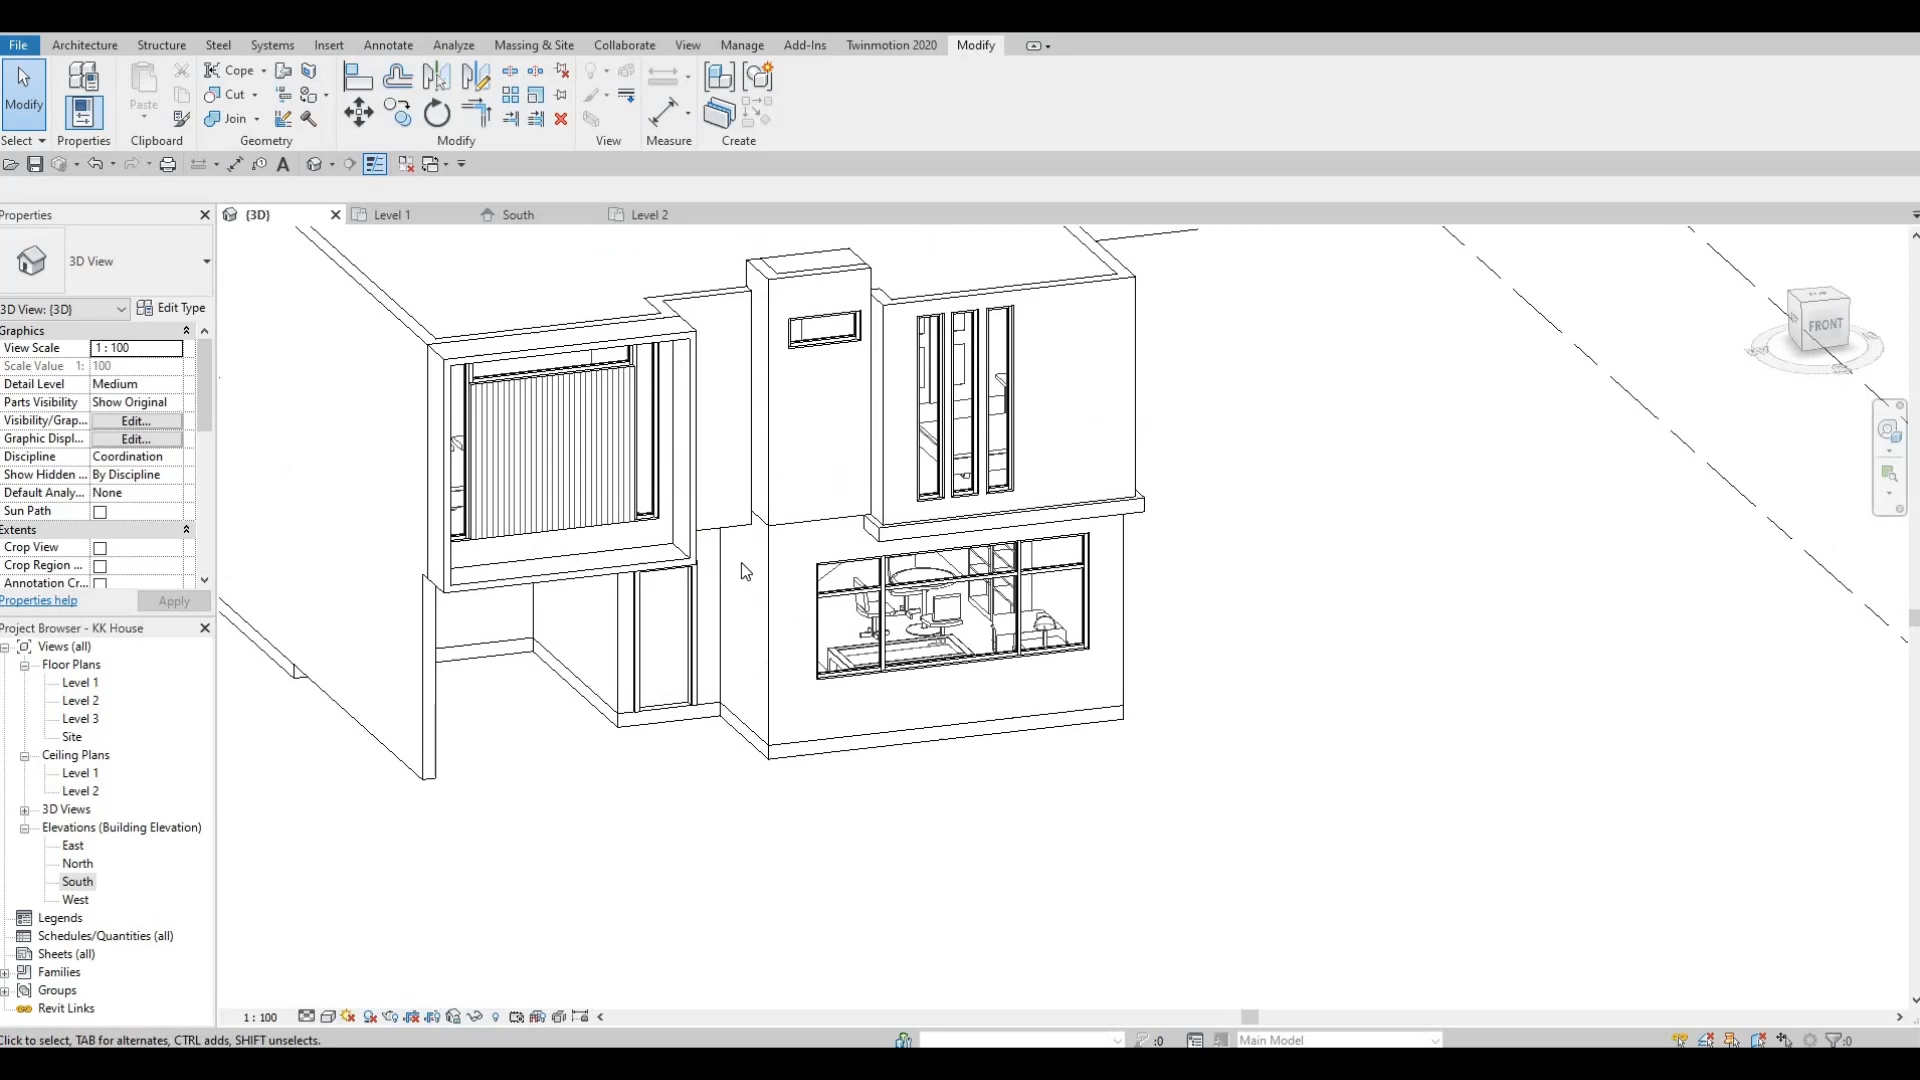 File Architecture Structure Steel Systems Insert Annotate Analyze Massing & Site Collaborate View Manage Add-Ins Twinmotion 2020 Modify
Modify
Paste
Cope
Cut
Join
Select Properties Clipboard Geometry Modify View Measure Create
A
Properties
{3D} Level 1 South Level 2
3D View
3D View: {3D} Edit Type
Graphics
View Scale 1 : 100
Scale Value 1: 100
Detail Level Medium
Parts Visibility Show Original
Visibility/Grap... Edit...
Graphic Displ... Edit...
Discipline Coordination
Show Hidden ... By Discipline
Default Analy... None
Sun Path
Extents
Crop View
Crop Region ...
Annotation Cr...
Properties help Apply
FRONT
Project Browser - KK House
Views (all)
Floor Plans
Level 1
Level 2
Level 3
Site
Ceiling Plans
Level 1
Level 2
3D Views
Elevations (Building Elevation)
East
North
South
West
Legends
Schedules/Quantities (all)
Sheets (all)
Families
Groups
Revit Links
1 : 100
Click to select, TAB for alternates, CTRL adds, SHIFT unselects.
:0
Main Model
:0